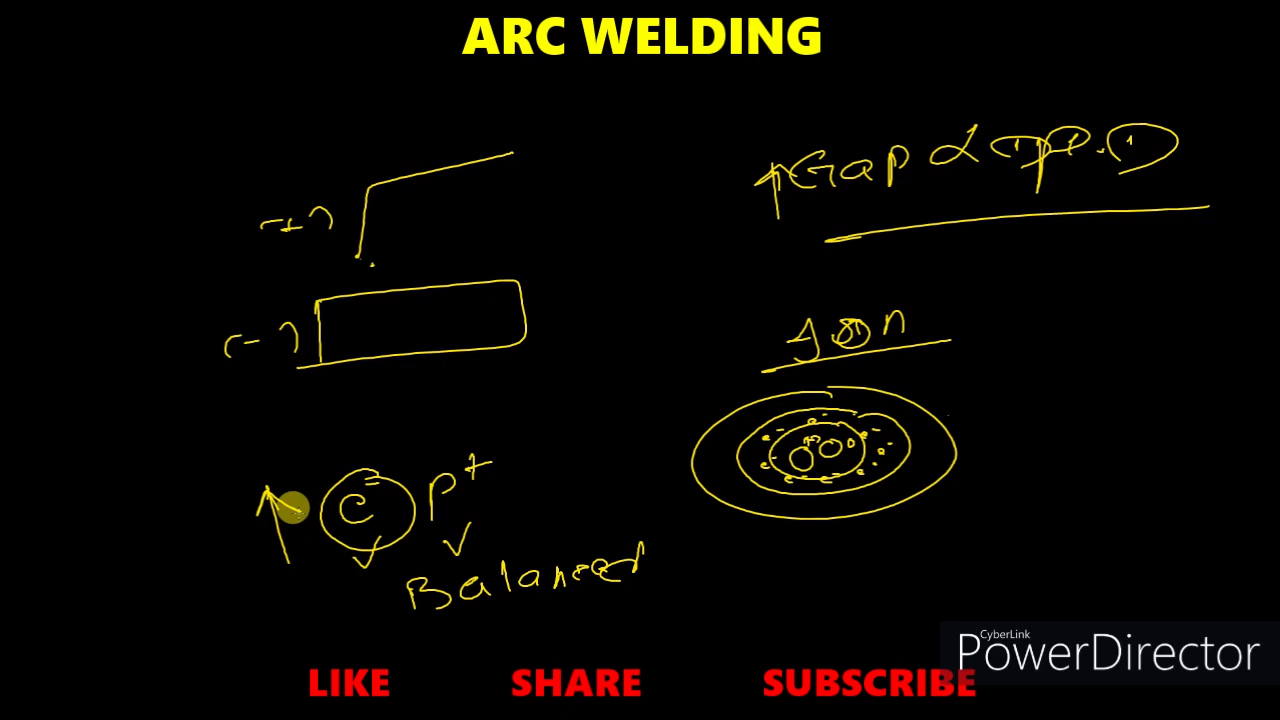 ARC WELDING
↑Gap α ↑P.D
(+)
(-)
Ion
e⁻ p⁺
Balanced
CyberLink
PowerDirector
LIKE SHARE SUBSCRIBE